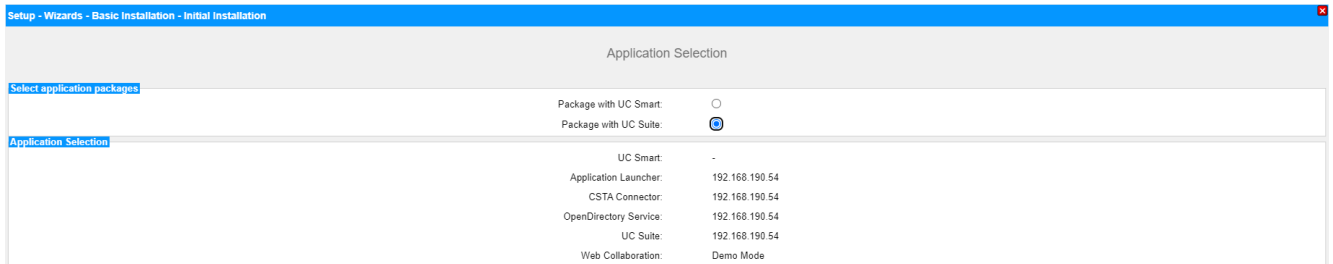 Setup - Wizards - Basic Installation - Initial Installation
Application Selection
Select application packages
Package with UC Smart:
Package with UC Suite:
Application Selection
UC Smart: -
Application Launcher: 192.168.190.54
CSTA Connector: 192.168.190.54
OpenDirectory Service: 192.168.190.54
UC Suite: 192.168.190.54
Web Collaboration: Demo Mode